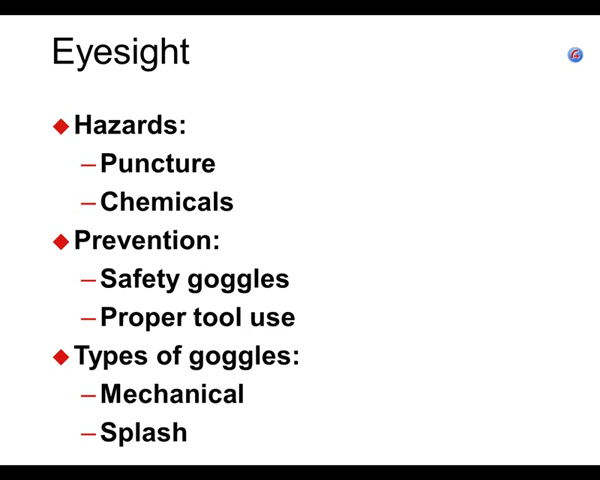 Eyesight
Hazards:
–Puncture
–Chemicals
Prevention:
–Safety goggles
–Proper tool use
Types of goggles:
–Mechanical
–Splash